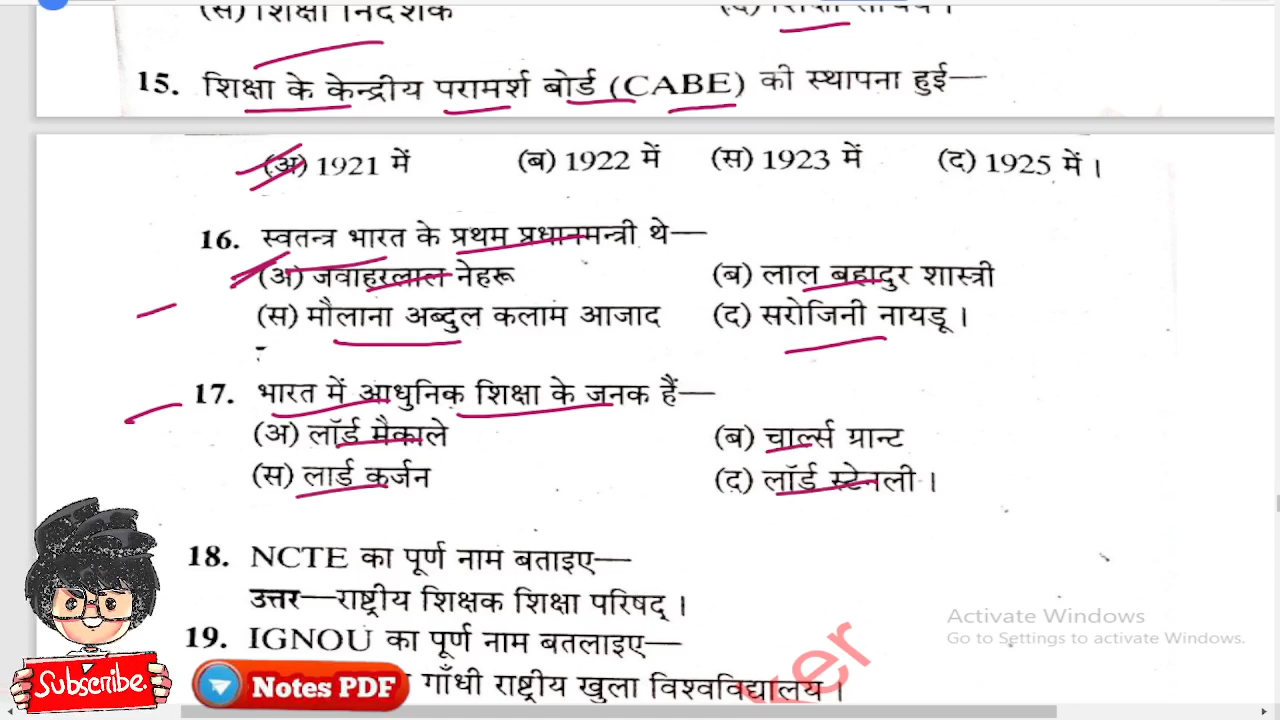 (स) शिक्षा निदेशक
15. शिक्षा के केन्द्रीय परामर्श बोर्ड (CABE) की स्थापना हुई—
(अ) 1921 में (ब) 1922 में (स) 1923 में (द) 1925 में।
16. स्वतन्त्र भारत के प्रथम प्रधानमन्त्री थे—
(अ) जवाहरलाल नेहरू (ब) लाल बहादुर शास्त्री
(स) मौलाना अब्दुल कलाम आजाद (द) सरोजिनी नायडू।
17. भारत में आधुनिक शिक्षा के जनक हैं—
(अ) लॉर्ड मैकाले (ब) चार्ल्स ग्रान्ट
(स) लार्ड कर्जन (द) लॉर्ड स्टेनली।
18. NCTE का पूर्ण नाम बताइए—
उत्तर—राष्ट्रीय शिक्षक शिक्षा परिषद्।
19. IGNOU का पूर्ण नाम बतलाइए—
गाँधी राष्ट्रीय खुला विश्वविद्यालय।
Activate Windows
Go to Settings to activate Windows.
Subscribe.
Notes PDF